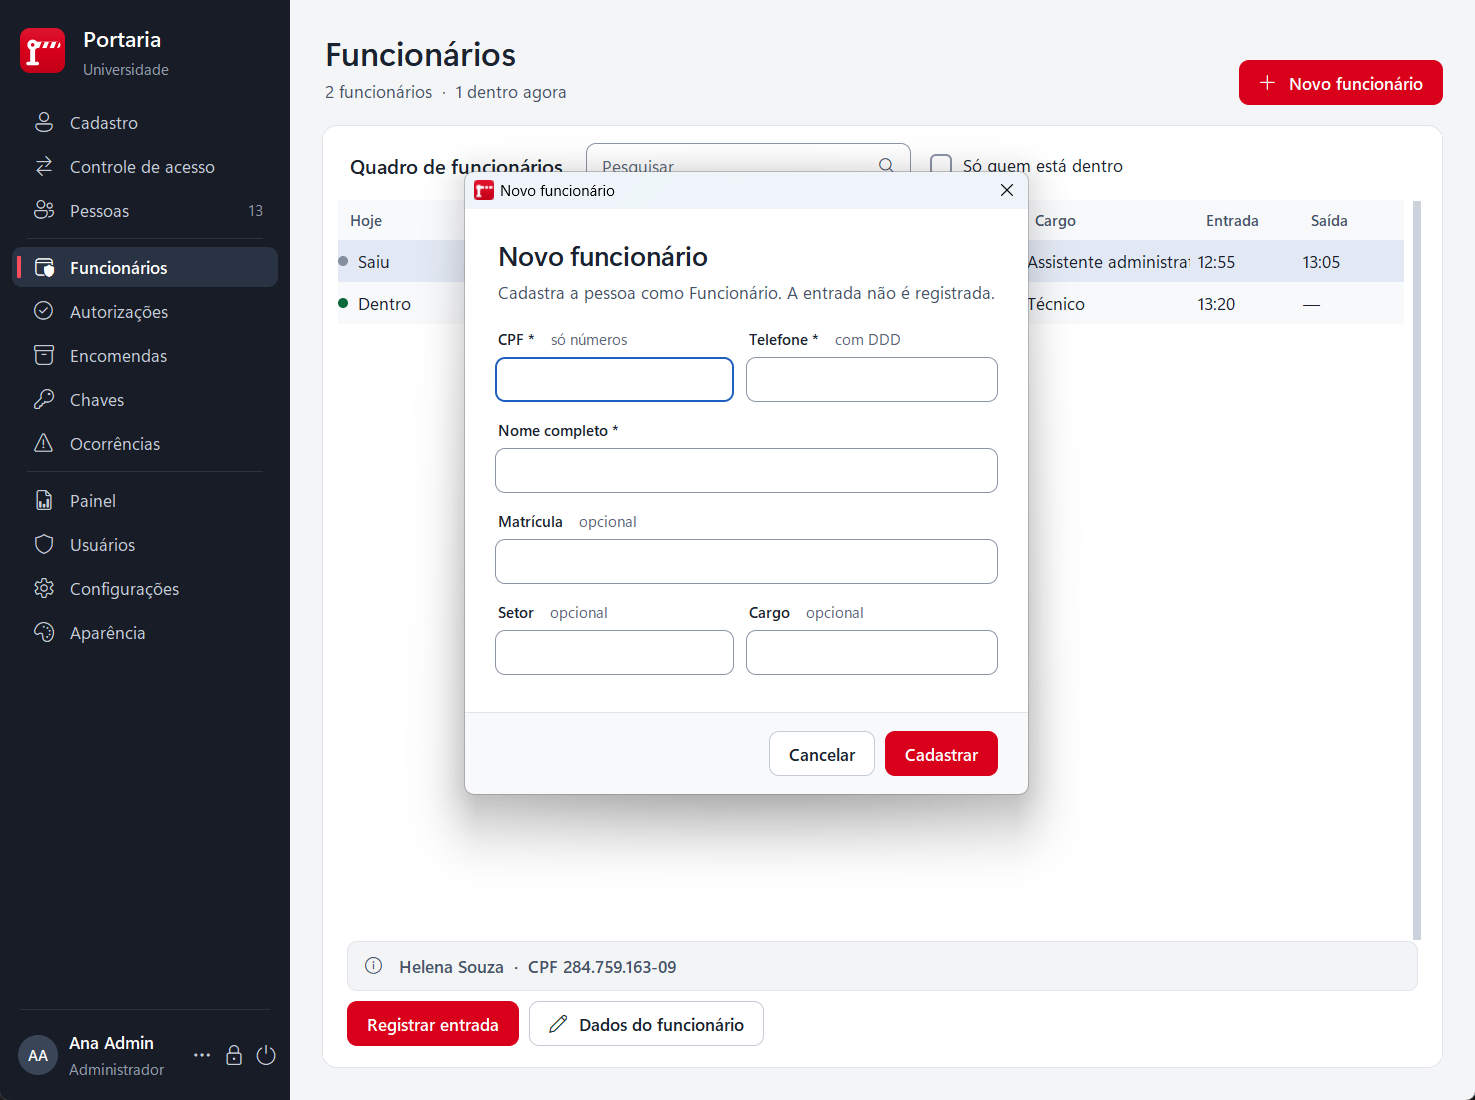 Portaria
Universidade
Cadastro
Controle de acesso
Pessoas 13
Funcionários
Autorizações
Encomendas
Chaves
Ocorrências
Painel
Usuários
Configurações
Aparência
AA
Ana Admin
Administrador
Funcionários
2 funcionários · 1 dentro agora
+ Novo funcionário
Quadro de funcionários
Pesquisar
Só quem está dentro
Hoje Cargo Entrada Saída
Saiu Assistente administrat 12:55 13:05
Dentro Técnico 13:20 —
Novo funcionário
Novo funcionário
Cadastra a pessoa como Funcionário. A entrada não é registrada.
CPF * só números Telefone * com DDD
Nome completo *
Matrícula opcional
Setor opcional Cargo opcional
Cancelar Cadastrar
Helena Souza · CPF 284.759.163-09
Registrar entrada Dados do funcionário